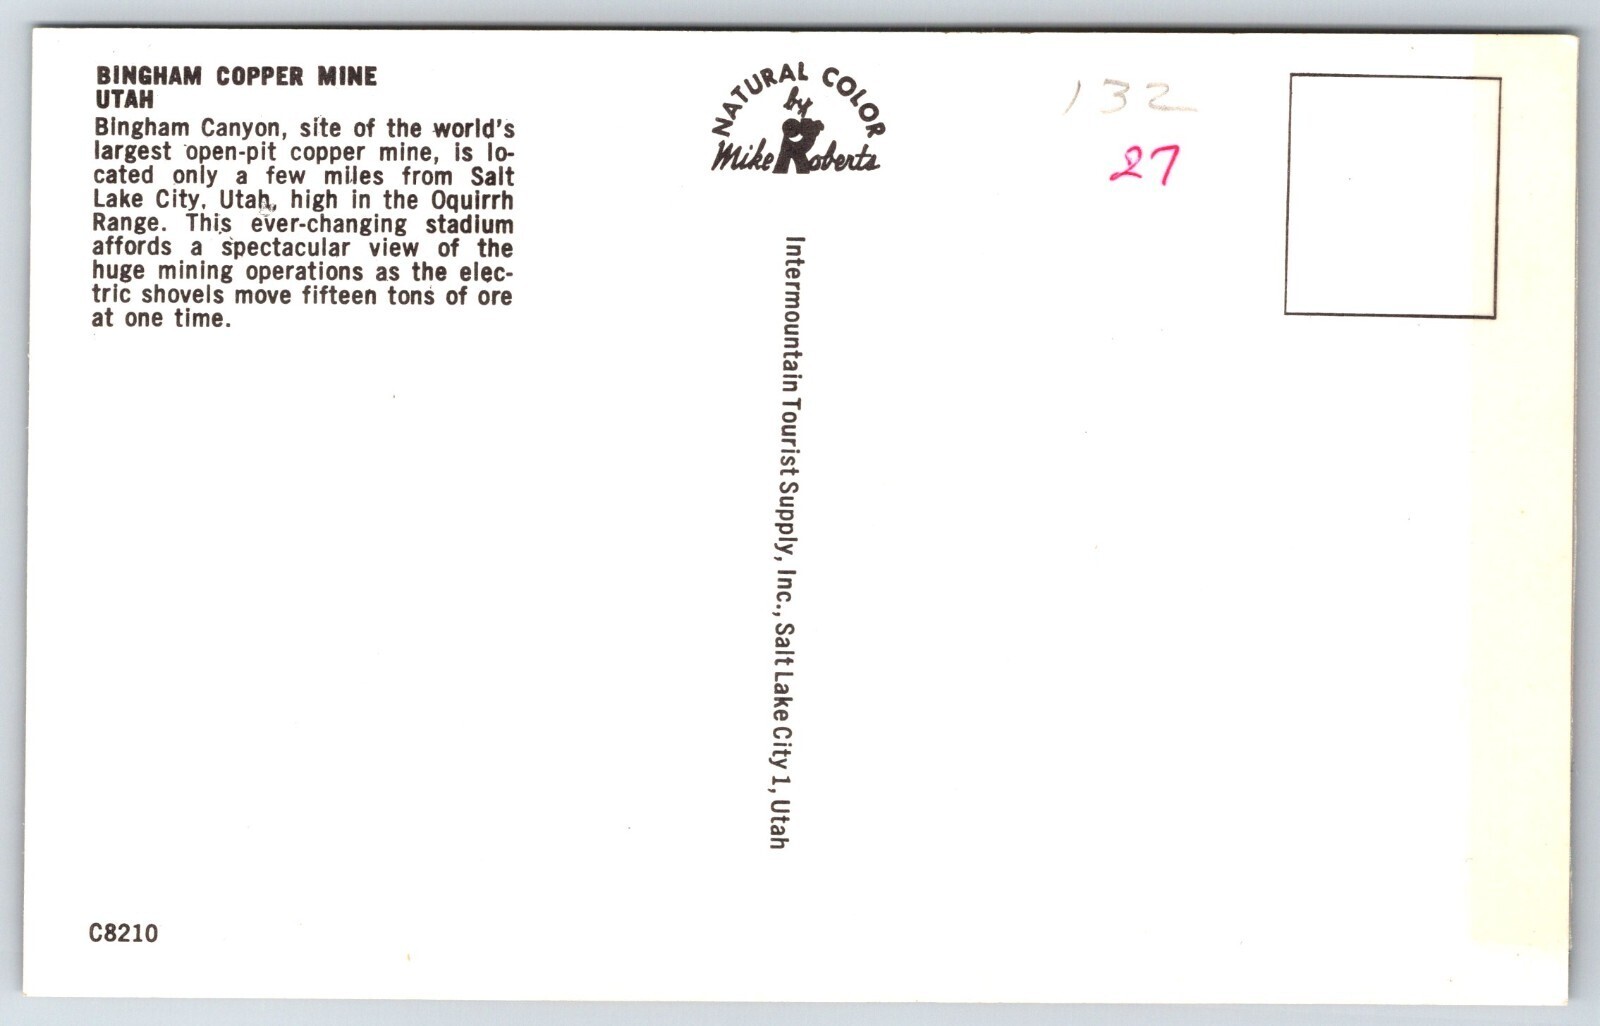 BINGHAM COPPER MINE
UTAH
Bingham Canyon, site of the world's
largest open-pit copper mine, is lo-
cated only a few miles from Salt
Lake City, Utah, high in the Oquirrh
Range. This ever-changing stadium
affords a spectacular view of the
huge mining operations as the elec-
tric shovels move fifteen tons of ore
at one time.
C8210
NATURAL COLOR
by
Mike Roberts
Intermountain Tourist Supply, Inc., Salt Lake City 1, Utah
132
27